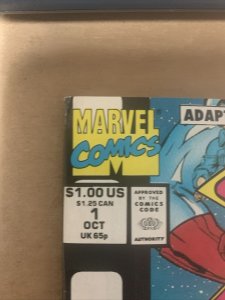 MARVEL
COMICS
M
ADAPT
$1.00 US
$1.25 CAN
1
OCT
UK 65p
APPROVED
BY THE
COMICS
CODE
AUTHORITY